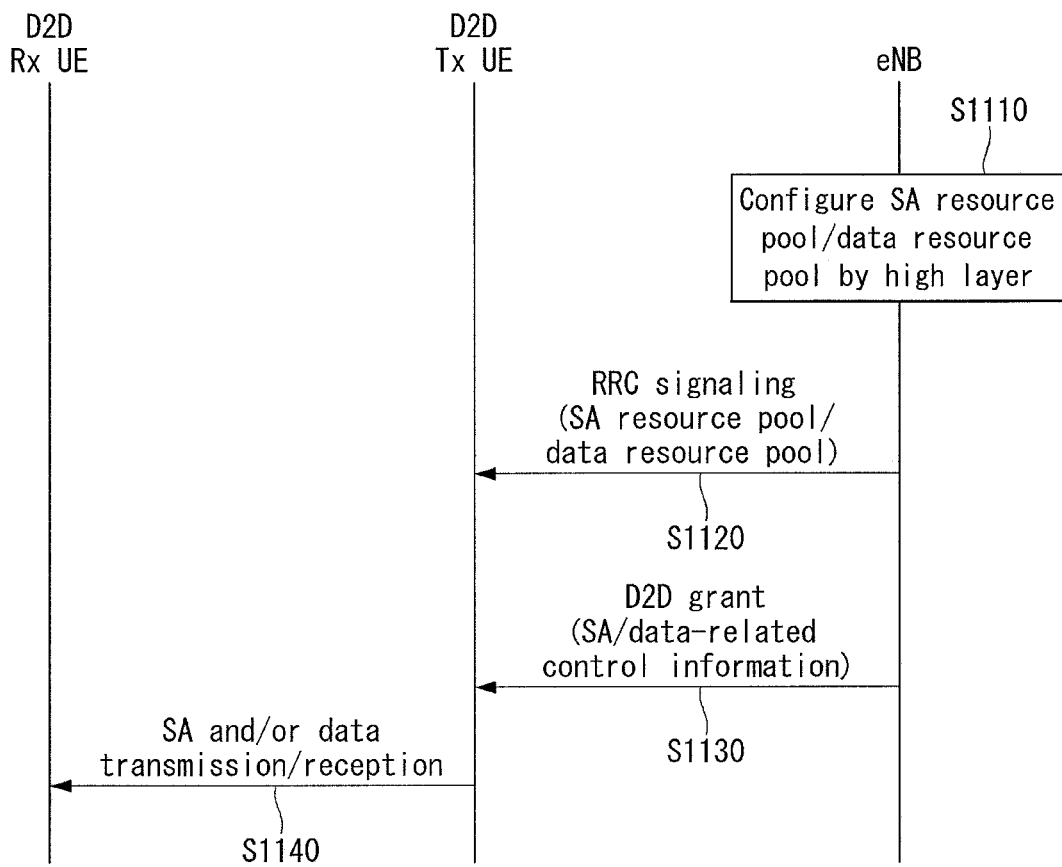 D2D
Rx UE
D2D
Tx UE
eNB
S1110
Configure SA resource
pool/data resource
pool by high layer
RRC signaling
(SA resource pool/
data resource pool)
S1120
D2D grant
(SA/data-related
control information)
S1130
SA and/or data
transmission/reception
S1140